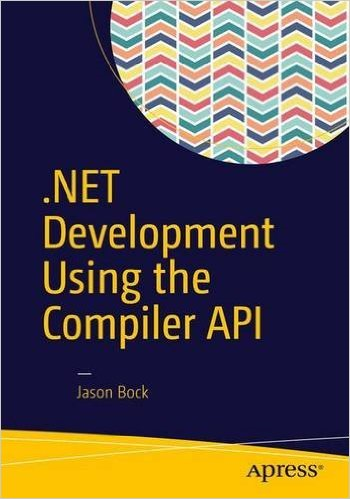 .NET
Development
Using the
Compiler API
Jason Bock
Apress®